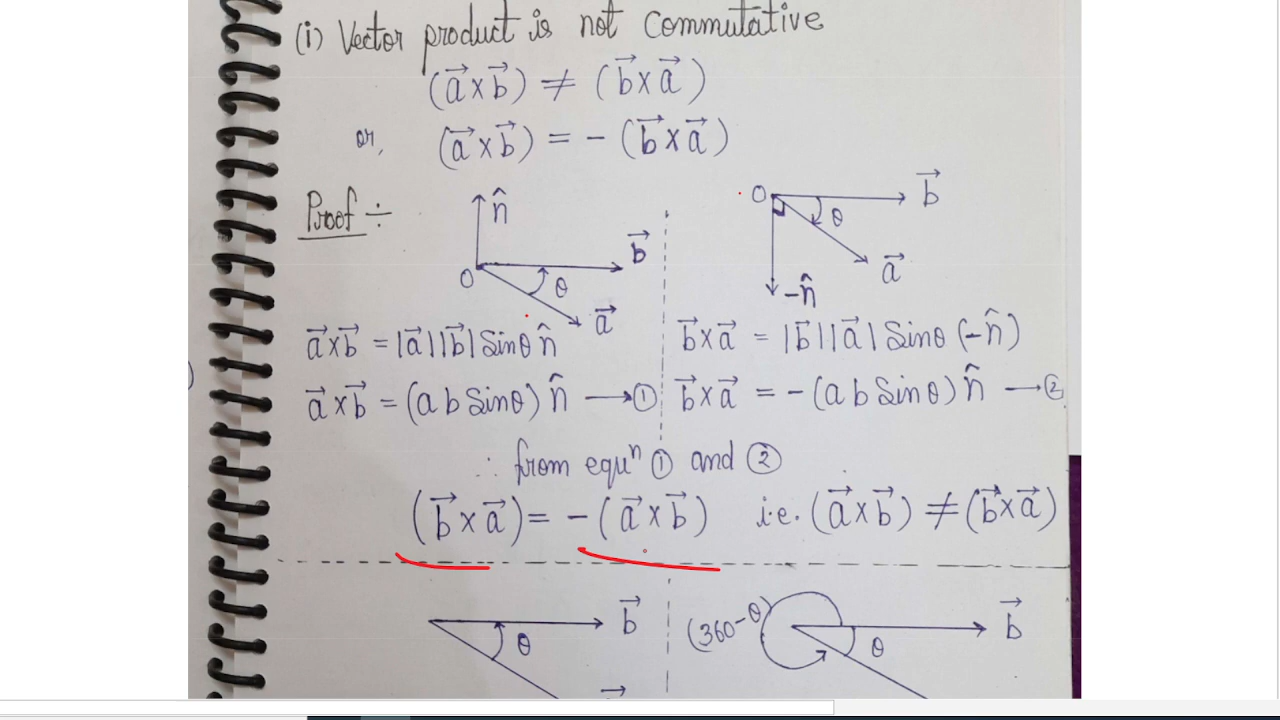 (i) Vector product is not commutative
(a⃗ × b⃗) ≠ (b⃗ × a⃗)
or, (a⃗ × b⃗) = - (b⃗ × a⃗)
Proof ÷
n̂
O
b⃗
θ
a⃗
O
b⃗
θ
a⃗
-n̂
a⃗ × b⃗ = |a⃗||b⃗| Sinθ n̂
a⃗ × b⃗ = (a b Sinθ) n̂ → ①
b⃗ × a⃗ = |b⃗||a⃗| Sinθ (-n̂)
b⃗ × a⃗ = - (a b Sinθ) n̂ → ②
∴ from equⁿ ① and ②
(b⃗ × a⃗) = - (a⃗ × b⃗) i.e. (a⃗ × b⃗) ≠ (b⃗ × a⃗)
b⃗
θ
(360-θ)
b⃗
θ